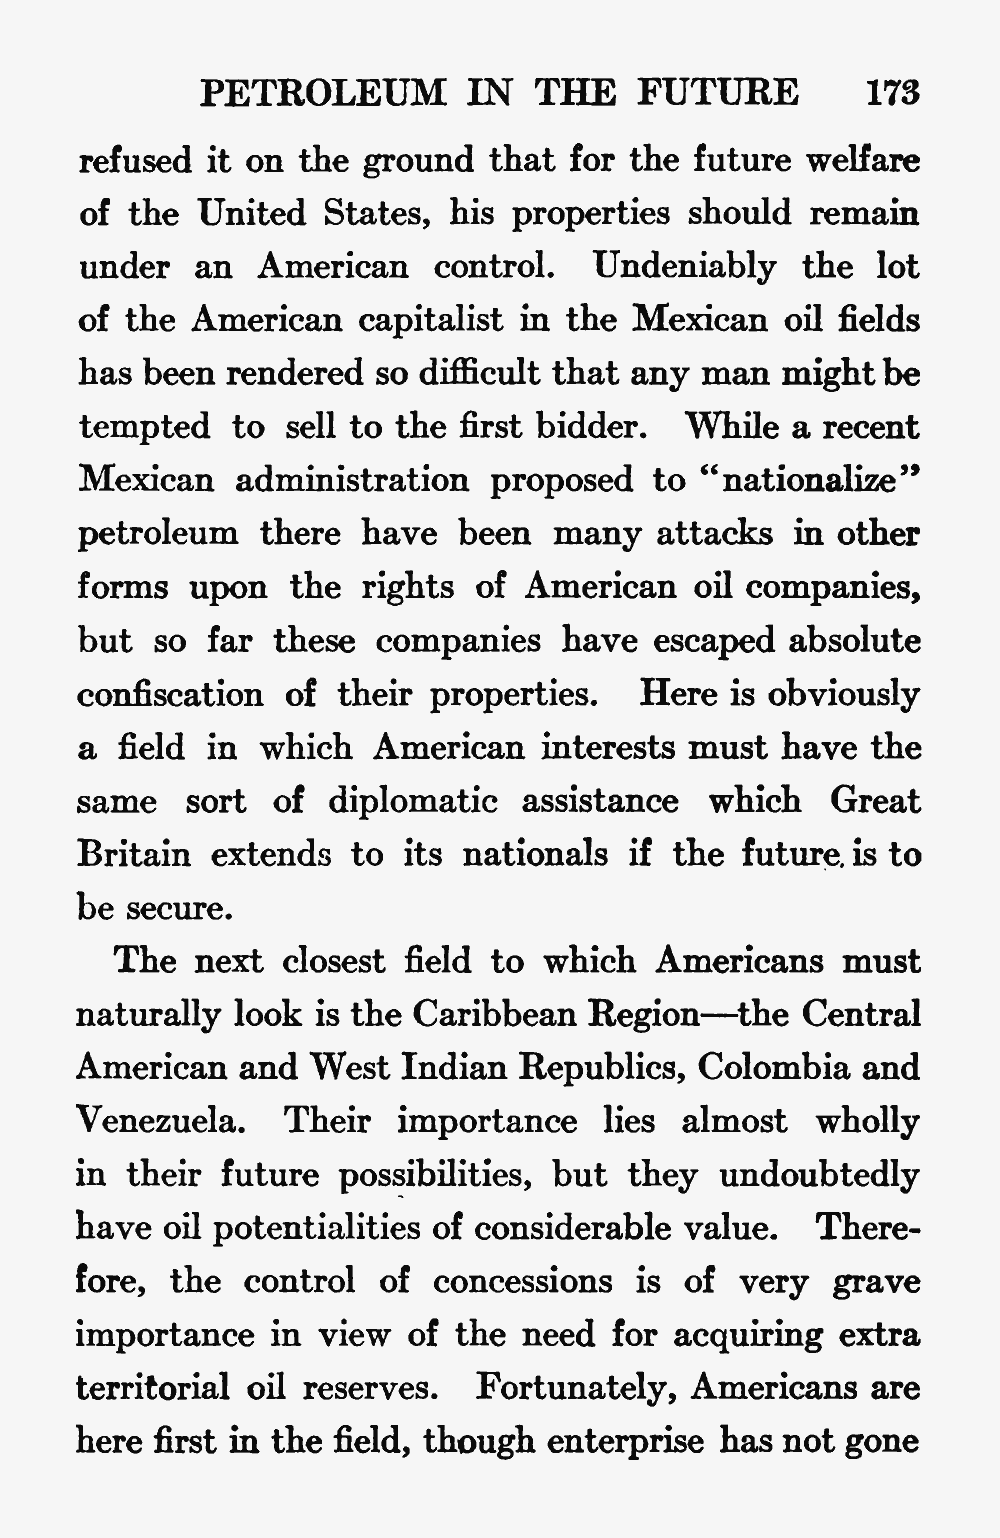 PETROLEUM IN THE FUTURE 173
refused it on the ground that for the future welfare
of the United States, his properties should remain
under an American control. Undeniably the lot
of the American capitalist in the Mexican oil fields
has been rendered so difficult that any man might be
tempted to sell to the first bidder. While a recent
Mexican administration proposed to “nationalize”
petroleum there have been many attacks in other
forms upon the rights of American oil companies,
but so far these companies have escaped absolute
confiscation of their properties. Here is obviously
a field in which American interests must have the
same sort of diplomatic assistance which Great
Britain extends to its nationals if the future. is to
be secure.
The next closest field to which Americans must
naturally look is the Caribbean Region—the Central
American and West Indian Republics, Colombia and
Venezuela. Their importance lies almost wholly
in their future possibilities, but they undoubtedly
have oil potentialities of considerable value. There-
fore, the control of concessions is of very grave
importance in view of the need for acquiring extra
territorial oil reserves. Fortunately, Americans are
here first in the field, though enterprise has not gone